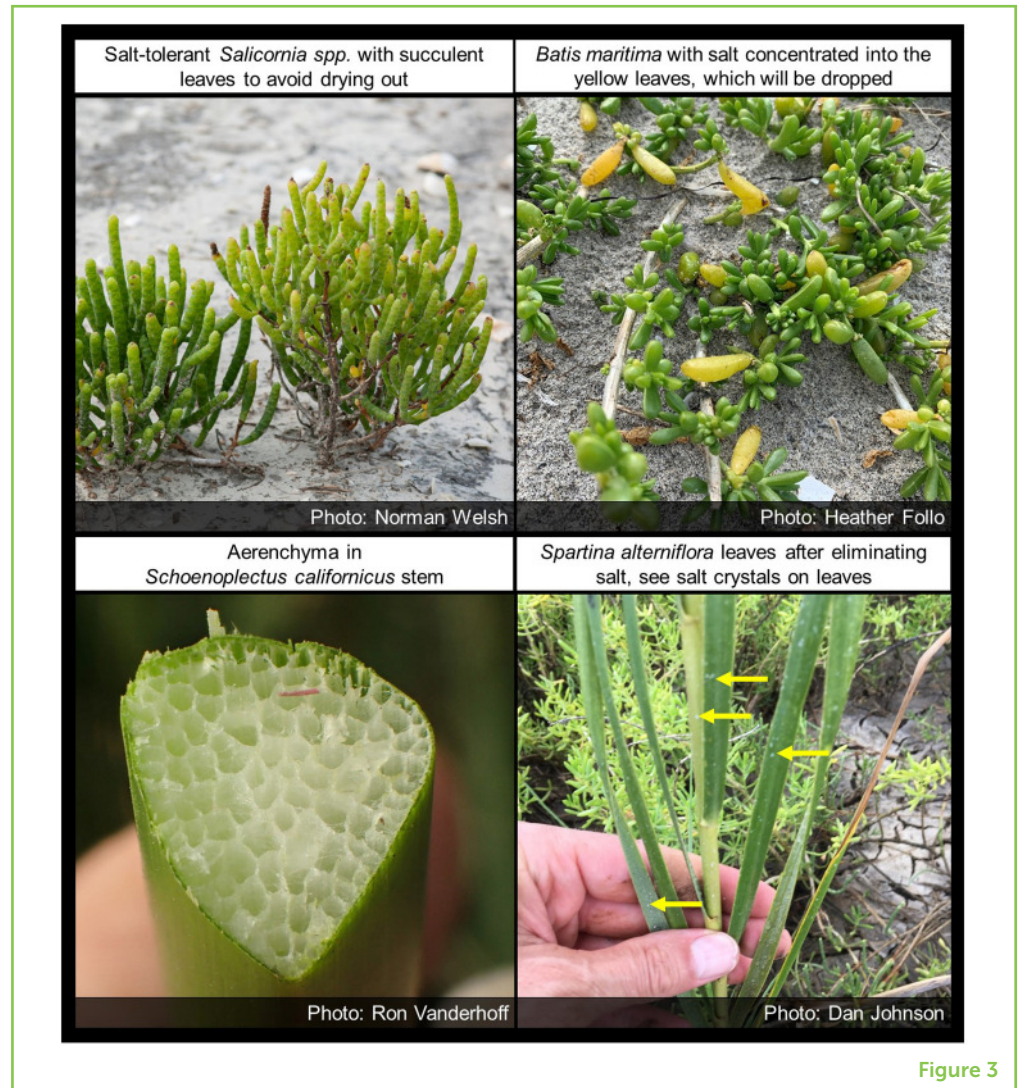 Salt-tolerant Salicornia spp. with succulent
leaves to avoid drying out
Batis maritima with salt concentrated into the
yellow leaves, which will be dropped
Photo: Norman Welsh
Photo: Heather Follo
Aerenchyma in
Schoenoplectus californicus stem
Spartina alterniflora leaves after eliminating
salt, see salt crystals on leaves
Photo: Ron Vanderhoff
Photo: Dan Johnson
Figure 3